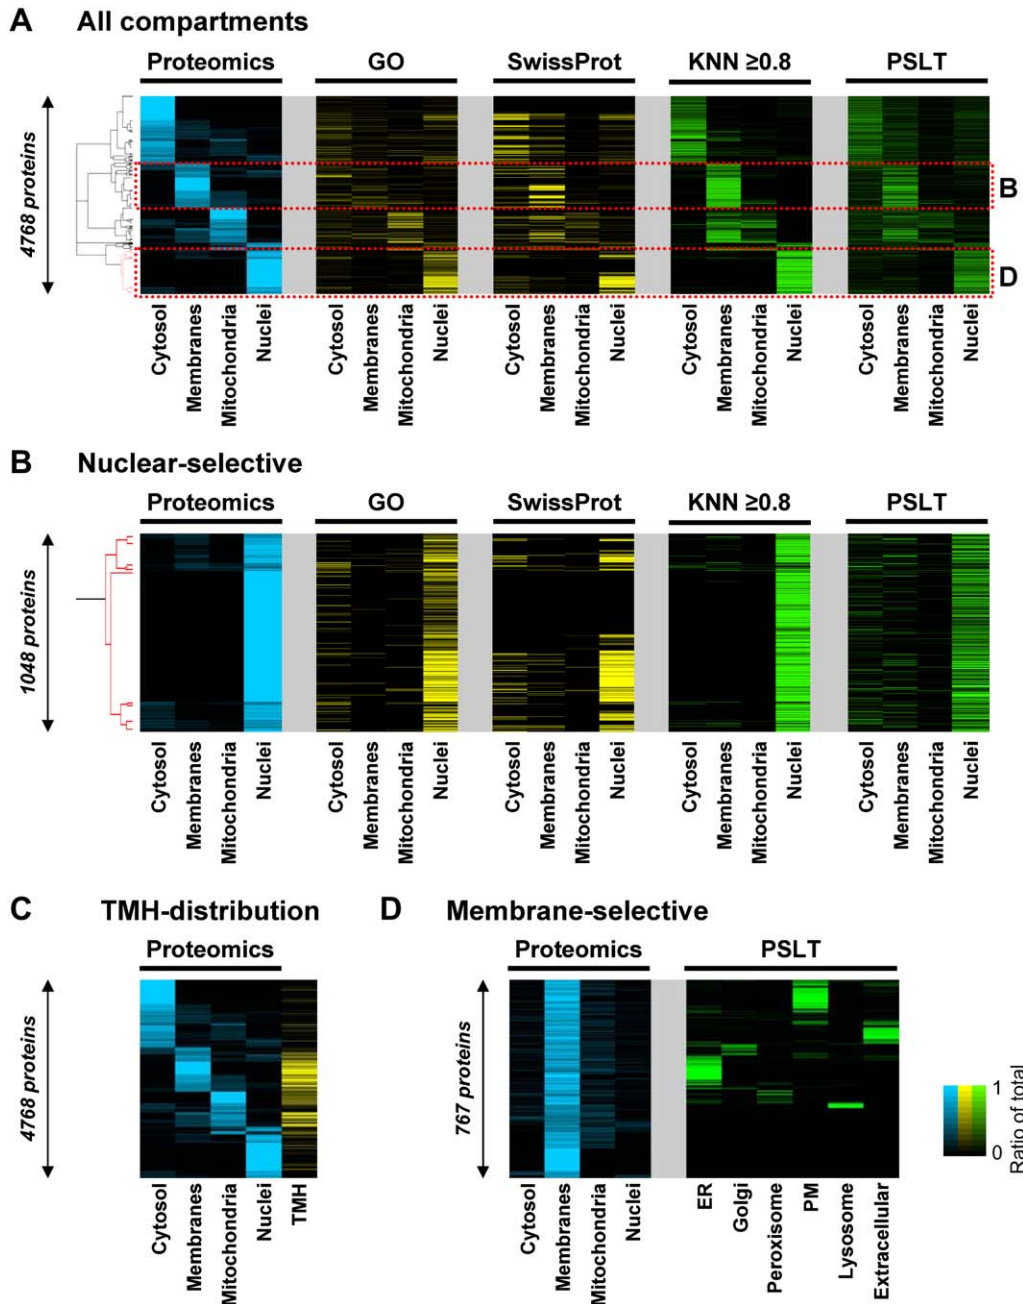 A All compartments
Proteomics GO SwissProt KNN ≥0.8 PSLT
4768 proteins
B
D
Cytosol Membranes Mitochondria Nuclei Cytosol Membranes Mitochondria Nuclei Cytosol Membranes Mitochondria Nuclei Cytosol Membranes Mitochondria Nuclei Cytosol Membranes Mitochondria Nuclei
B Nuclear-selective
Proteomics GO SwissProt KNN ≥0.8 PSLT
1048 proteins
Cytosol Membranes Mitochondria Nuclei Cytosol Membranes Mitochondria Nuclei Cytosol Membranes Mitochondria Nuclei Cytosol Membranes Mitochondria Nuclei Cytosol Membranes Mitochondria Nuclei
C TMH-distribution
Proteomics
4768 proteins
Cytosol Membranes Mitochondria Nuclei TMH
D Membrane-selective
Proteomics PSLT
767 proteins
Cytosol Membranes Mitochondria Nuclei ER Golgi Peroxisome PM Lysosome Extracellular
1
0
Ratio of total